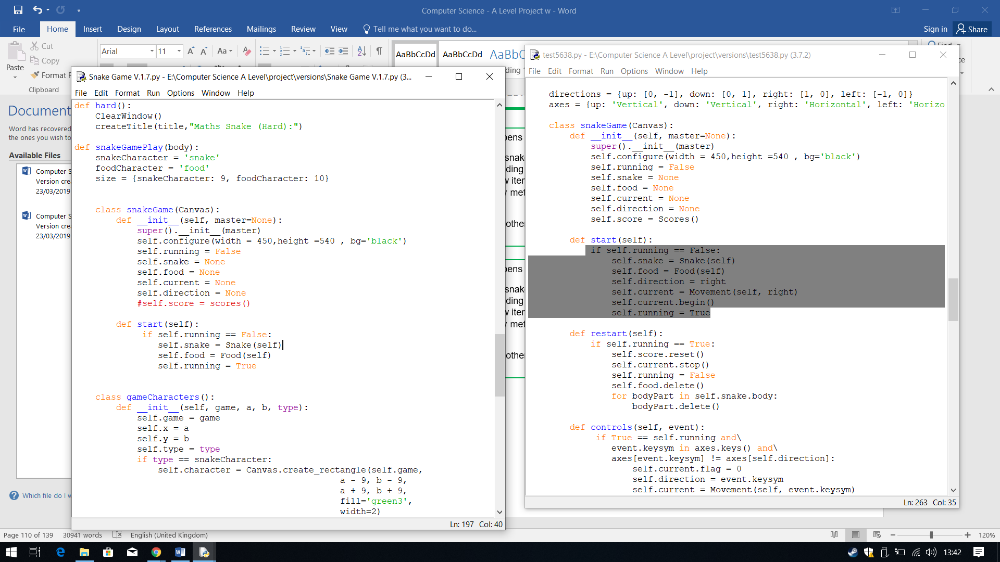 Computer Science - A Level Project w - Word
File Home Insert Design Layout References Mailings Review View Tell me what you want to do... Sign in Share
Cut
Copy
Format
Paste
Clipboard
Arial 11
Aa
AaBbCcDd AaBbCcDd AaBbC
Document
Word has recovered
the ones you wish to
Available Files
Computer S
Version crea
23/03/2019
Computer S
Version crea
23/03/2019
Which file do I w
Snake Game V.1.7.py - E:\Computer Science A Level\project\versions\Snake Game V.1.7.py (3...
File Edit Format Run Options Window Help
def hard():
    ClearWindow()
    createTitle(title,"Maths Snake (Hard):")
def snakeGamePlay(body):
    snakeCharacter = 'snake'
    foodCharacter = 'food'
    size = {snakeCharacter: 9, foodCharacter: 10}
    class snakeGame(Canvas):
        def __init__(self, master=None):
            super().__init__(master)
            self.configure(width = 450,height =540 , bg='black')
            self.running = False
            self.snake = None
            self.food = None
            self.current = None
            self.direction = None
            #self.score = scores()
        def start(self):
             if self.running == False:
                self.snake = Snake(self)
                self.food = Food(self)
                self.running = True
    class gameCharacters():
        def __init__(self, game, a, b, type):
            self.game = game
            self.x = a
            self.y = b
            self.type = type
            if type == snakeCharacter:
                self.character = Canvas.create_rectangle(self.game,
                                                   a - 9, b - 9,
                                                   a + 9, b + 9,
                                                   fill='green3',
                                                   width=2)
Ln: 197 Col: 40
test5638.py - E:\Computer Science A Level\project\versions\test5638.py (3.7.2)
File Edit Format Run Options Window Help
    directions = {up: [0, -1], down: [0, 1], right: [1, 0], left: [-1, 0]}
    axes = {up: 'Vertical', down: 'Vertical', right: 'Horizontal', left: 'Horizo
    class snakeGame(Canvas):
        def __init__(self, master=None):
            super().__init__(master)
            self.configure(width = 450,height =540 , bg='black')
            self.running = False
            self.snake = None
            self.food = None
            self.current = None
            self.direction = None
            self.score = Scores()
        def start(self):
            if self.running == False:
                self.snake = Snake(self)
                self.food = Food(self)
                self.direction = right
                self.current = Movement(self, right)
                self.current.begin()
                self.running = True
        def restart(self):
            if self.running == True:
                self.score.reset()
                self.current.stop()
                self.running = False
                self.food.delete()
                for bodyPart in self.snake.body:
                    bodyPart.delete()
        def controls(self, event):
             if True == self.running and\
                event.keysym in axes.keys() and\
                axes[event.keysym] != axes[self.direction]:
                    self.current.flag = 0
                    self.direction = event.keysym
                    self.current = Movement(self, event.keysym)
Ln: 263 Col: 35
Page 110 of 139 30941 words English (United Kingdom) 120%
13:42